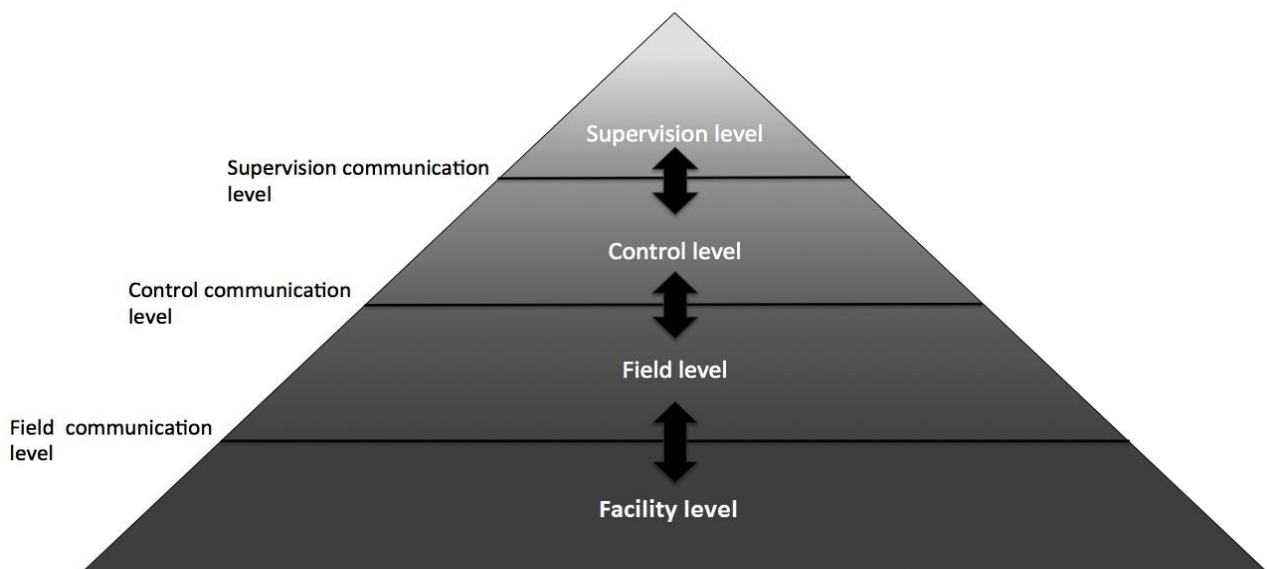 Supervision level
Supervision communication
level
Control level
Control communication
level
Field level
Field  communication
level
Facility level